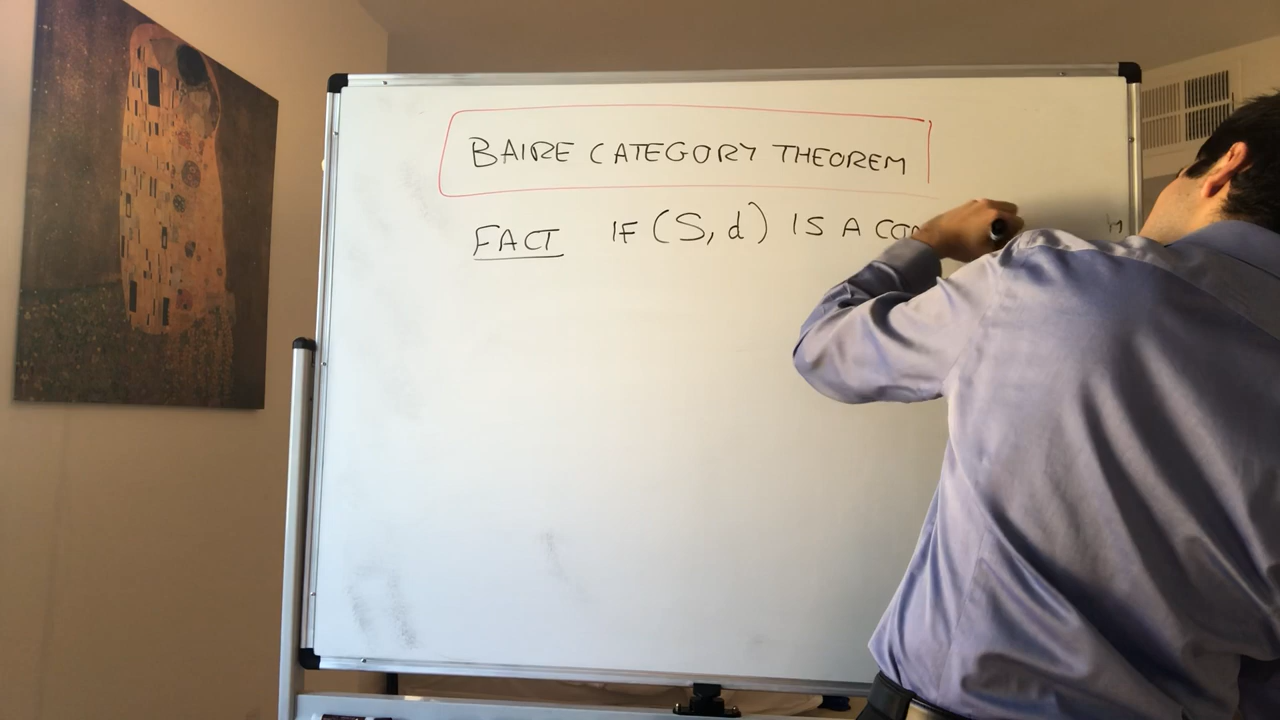 BAIRE CATEGORY THEOREM
FACT IF (S, d) IS A